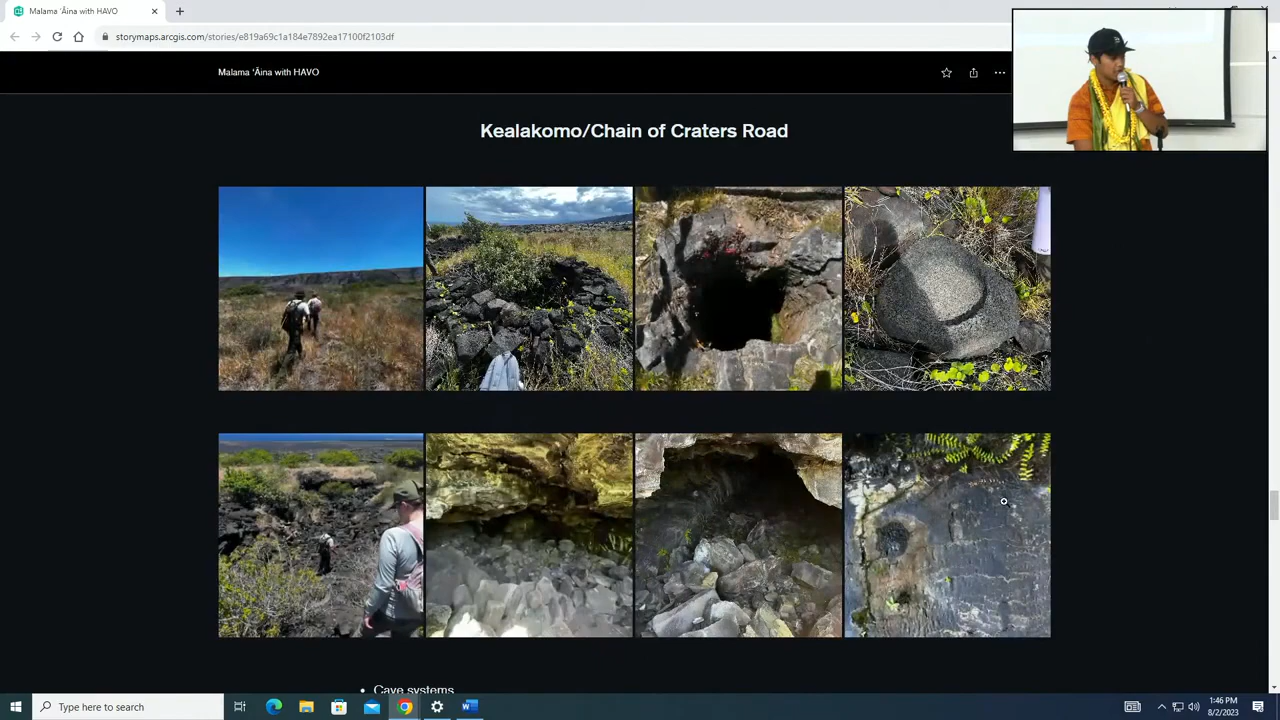 Malama ʻĀina with HAVO
storymaps.arcgis.com/stories/e819a69c1a184e7892ea17100f2103df
Malama ʻĀina with HAVO
Kealakomo/Chain of Craters Road
• Cave systems
Type here to search
1:46 PM
8/2/2023